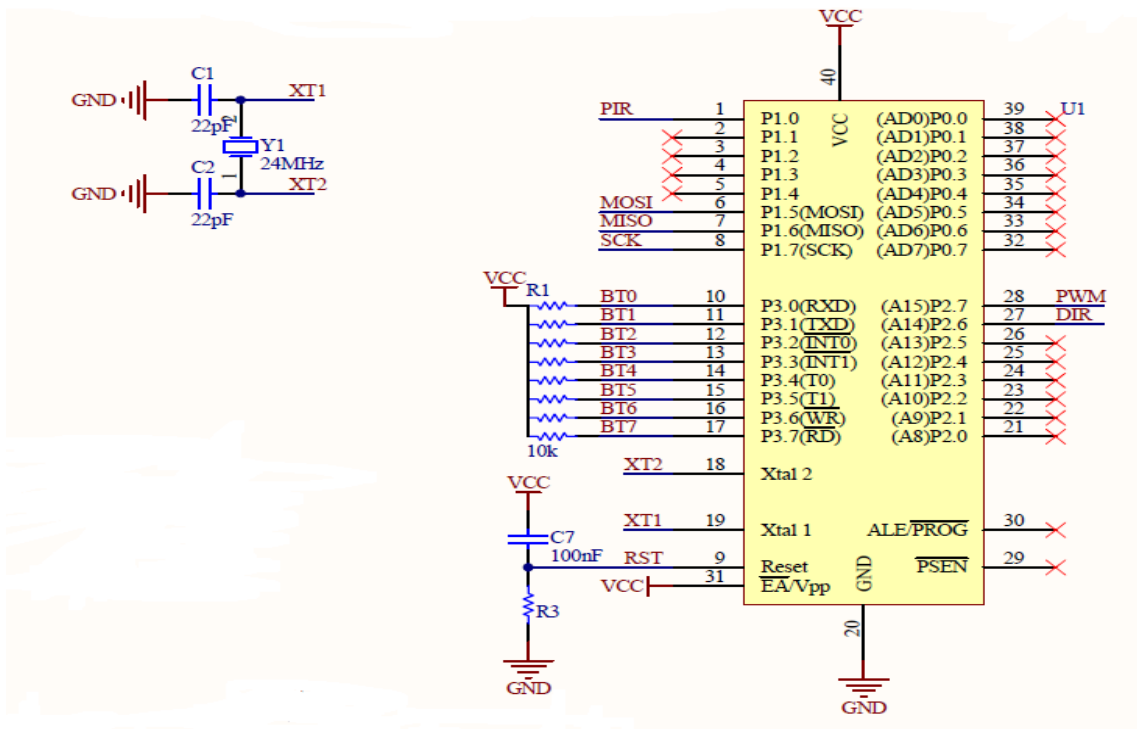 VCC
40
C1
XT1
GND
22pF
2
Y1
24MHz
C2
1
XT2
GND
22pF
PIR 1 P1.0 VCC (AD0)P0.0 39 U1
2 P1.1 (AD1)P0.1 38
3 P1.2 (AD2)P0.2 37
4 P1.3 (AD3)P0.3 36
5 P1.4 (AD4)P0.4 35
MOSI 6 P1.5(MOSI) (AD5)P0.5 34
MISO 7 P1.6(MISO) (AD6)P0.6 33
SCK 8 P1.7(SCK) (AD7)P0.7 32
VCC
R1
BT0 10 P3.0(RXD) (A15)P2.7 28 PWM
BT1 11 P3.1(TXD) (A14)P2.6 27 DIR
BT2 12 P3.2(INT0) (A13)P2.5 26
BT3 13 P3.3(INT1) (A12)P2.4 25
BT4 14 P3.4(T0) (A11)P2.3 24
BT5 15 P3.5(T1) (A10)P2.2 23
BT6 16 P3.6(WR) (A9)P2.1 22
BT7 17 P3.7(RD) (A8)P2.0 21
10k
XT2 18 Xtal 2
VCC
XT1 19 Xtal 1 ALE/PROG 30
C7
100nF
RST 9 Reset GND PSEN 29
VCC 31 EA/Vpp
R3
20
GND
GND